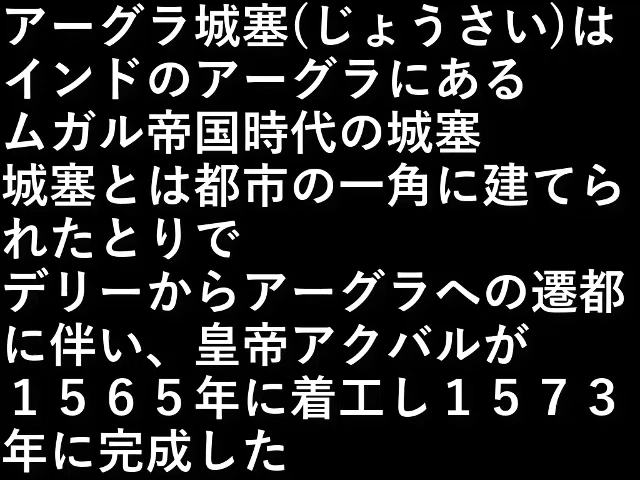 アーグラ城塞(じょうさい)は
インドのアーグラにある
ムガル帝国時代の城塞
城塞とは都市の一角に建てら
れたとりで
デリーからアーグラへの遷都
に伴い、皇帝アクバルが
１５６５年に着工し１５７３
年に完成した